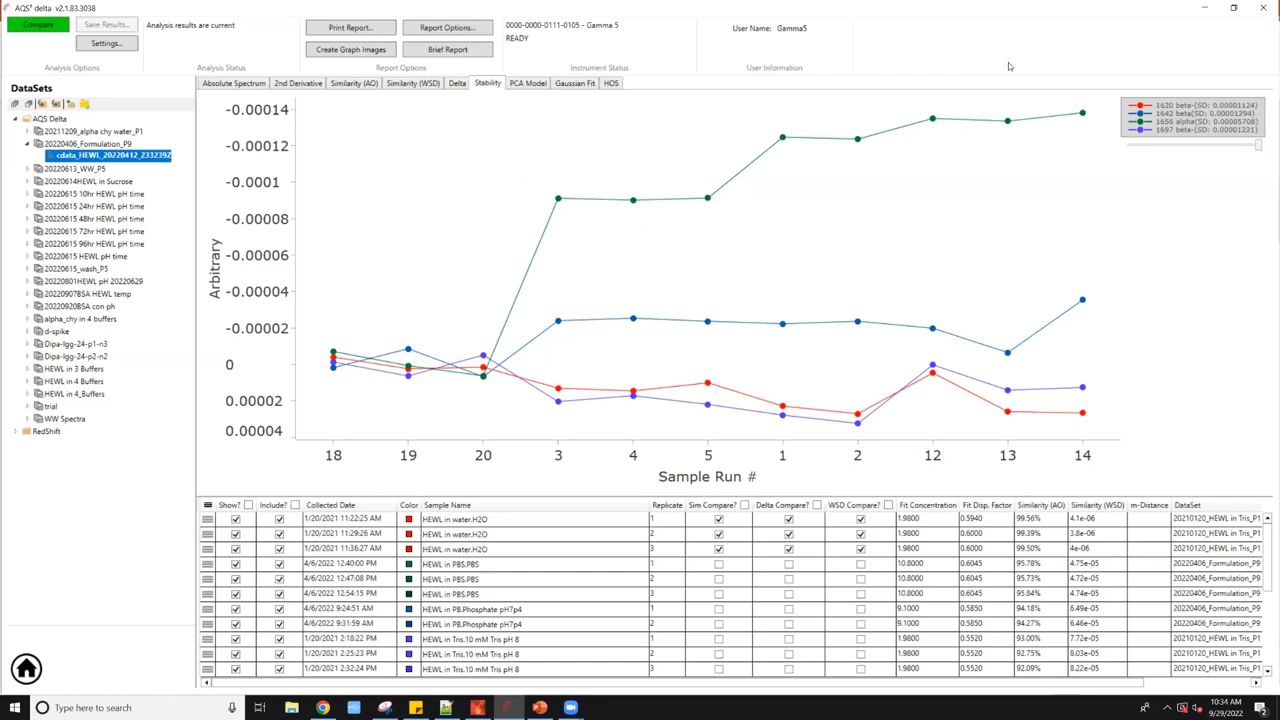 AQS³ delta v2.1.83.3038
Compare
Save Results...
Settings...
Analysis Options
Analysis results are current
Analysis Status
Print Report...
Report Options...
Create Graph Images
Brief Report
Report Options
0000-0000-0111-0105 - Gamma 5
READY
Instrument Status
User Name: Gamma5
User Information
DataSets
AQS Delta
20211209_alpha chy water_P1
20220406_Formulation_P9
cdata_HEWL_20220412_2332392
20220613_WW_P5
20220614HEWL in Sucrose
20220615 10hr HEWL pH time
20220615 24hr HEWL pH time
20220615 48hr HEWL pH time
20220615 72hr HEWL pH time
20220615 96hr HEWL pH time
20220615 HEWL pH time
20220615_wash_P5
20220801HEWL pH 20220629
20220907BSA HEWL temp
20220920BSA con ph
alpha_chy in 4 buffers
d-spike
Dipa-Igg-24-p1-n3
Dipa-Igg-24-p2-n2
HEWL in 3 Buffers
HEWL in 4 Buffers
HEWL in 4_Buffers
trial
WW Spectra
RedShift
Absolute Spectrum 2nd Derivative Similarity (AO) Similarity (WSD) Delta Stability PCA Model Gaussian Fit HOS
-0.00014
-0.00012
-0.0001
-0.00008
-0.00006
-0.00004
-0.00002
0
0.00002
0.00004
Arbitrary
18 19 20 3 4 5 1 2 12 13 14
Sample Run #
1620 beta-(SD: 0.00001124)
1642 beta(SD: 0.00001294)
1656 alpha(SD: 0.00005708)
1697 beta-(SD: 0.00001221)
Show? Include? Collected Date Color Sample Name Replicate Sim Compare? Delta Compare? WSD Compare? Fit Concentration Fit Disp. Factor Similarity (AO) Similarity (WSD) m-Distance DataSet
1/20/2021 11:22:25 AM HEWL in water.H2O 1 1.9800 0.5940 99.56% 4.1e-06 20210120_HEWL in Tris_P1
1/20/2021 11:29:26 AM HEWL in water.H2O 2 1.9800 0.6000 99.39% 3.8e-06 20210120_HEWL in Tris_P1
1/20/2021 11:36:27 AM HEWL in water.H2O 3 1.9800 0.6000 99.50% 4e-06 20210120_HEWL in Tris_P1
4/6/2022 12:40:00 PM HEWL in PBS.PBS 1 10.8000 0.6045 95.78% 4.75e-05 20220406_Formulation_P9
4/6/2022 12:47:08 PM HEWL in PBS.PBS 2 10.8000 0.6045 95.73% 4.72e-05 20220406_Formulation_P9
4/6/2022 12:54:15 PM HEWL in PBS.PBS 3 10.8000 0.6045 95.84% 4.74e-05 20220406_Formulation_P9
4/6/2022 9:24:51 AM HEWL in PB.Phosphate pH7p4 1 9.1000 0.5850 94.18% 6.49e-05 20220406_Formulation_P9
4/6/2022 9:31:59 AM HEWL in PB.Phosphate pH7p4 2 9.1000 0.5850 94.27% 6.46e-05 20220406_Formulation_P9
1/20/2021 2:18:22 PM HEWL in Tris.10 mM Tris pH 8 1 1.9800 0.5520 93.00% 7.72e-05 20210120_HEWL in Tris_P1
1/20/2021 2:25:23 PM HEWL in Tris.10 mM Tris pH 8 2 1.9800 0.5520 92.75% 8.03e-05 20210120_HEWL in Tris_P1
1/20/2021 2:32:24 PM HEWL in Tris.10 mM Tris pH 8 3 1.9800 0.5520 92.09% 8.22e-05 20210120_HEWL in Tris_P1
Type here to search
10:34 AM
9/29/2022
2